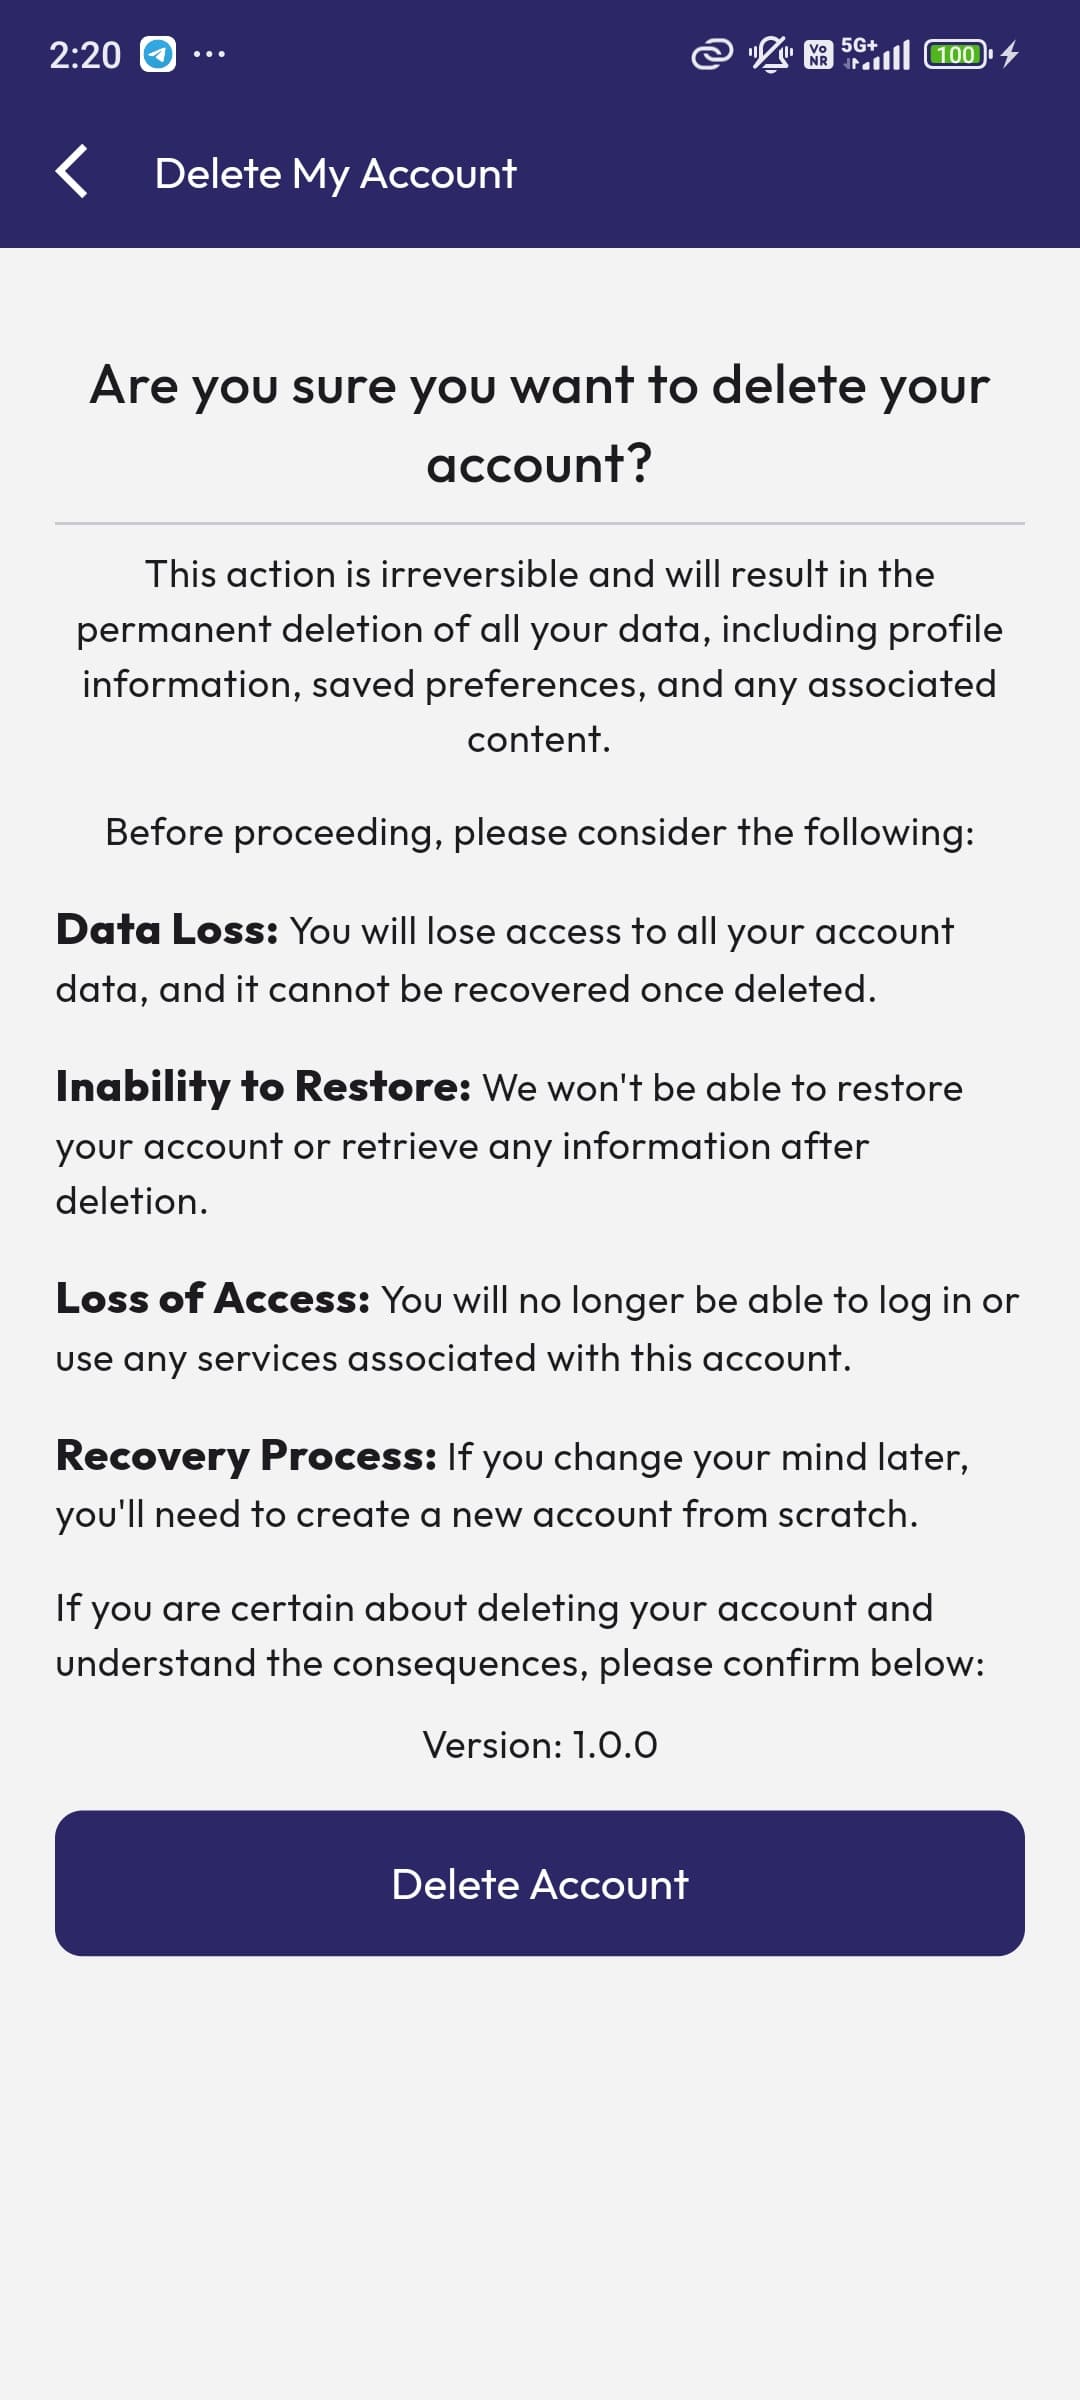 2:20
Vo
NR
5G+
100
Delete My Account
Are you sure you want to delete your
account?
This action is irreversible and will result in the
permanent deletion of all your data, including profile
information, saved preferences, and any associated
content.
Before proceeding, please consider the following:
Data Loss: You will lose access to all your account
data, and it cannot be recovered once deleted.
Inability to Restore: We won't be able to restore
your account or retrieve any information after
deletion.
Loss of Access: You will no longer be able to log in or
use any services associated with this account.
Recovery Process: If you change your mind later,
you'll need to create a new account from scratch.
If you are certain about deleting your account and
understand the consequences, please confirm below:
Version: 1.0.0
Delete Account